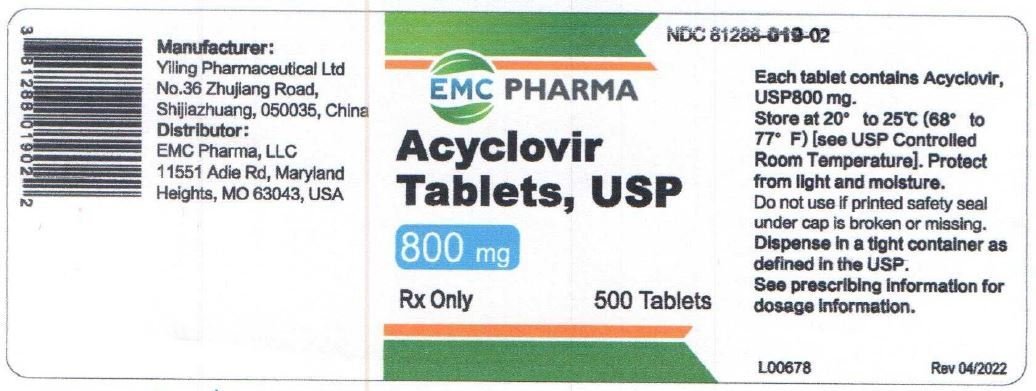 3 81288 01902 2
Manufacturer:
Yiling Pharmaceutical Ltd
No.36 Zhujiang Road,
Shijiazhuang, 050035, China
Distributor:
EMC Pharma, LLC
11551 Adie Rd, Maryland
Heights, MO 63043, USA
EMC PHARMA
Acyclovir
Tablets, USP
800 mg
Rx Only 500 Tablets
NDC 81288-019-02
Each tablet contains Acyclovir,
USP800 mg.
Store at 20° to 25℃ (68° to
77° F) [see USP Controlled
Room Temperature]. Protect
from light and moisture.
Do not use if printed safety seal
under cap is broken or missing.
Dispense in a tight container as
defined in the USP.
See prescribing information for
dosage information.
L00678 Rev 04/2022